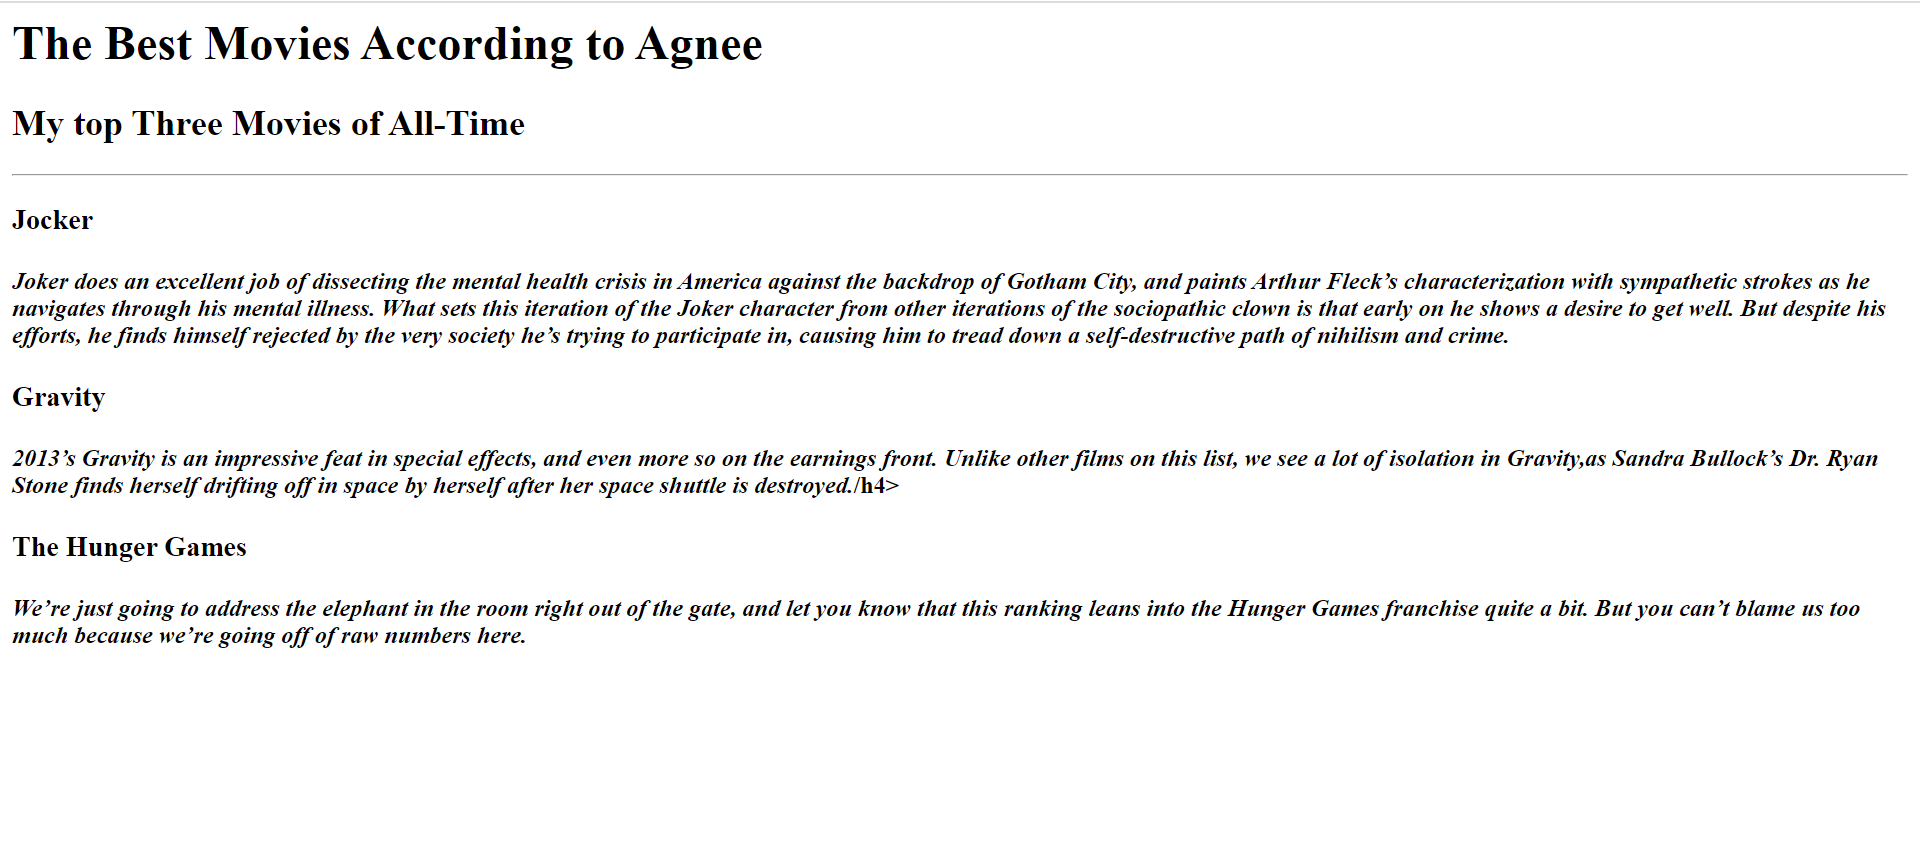 The Best Movies According to Agnee
My top Three Movies of All-Time
Jocker
Joker does an excellent job of dissecting the mental health crisis in America against the backdrop of Gotham City, and paints Arthur Fleck’s characterization with sympathetic strokes as he
navigates through his mental illness. What sets this iteration of the Joker character from other iterations of the sociopathic clown is that early on he shows a desire to get well. But despite his
efforts, he finds himself rejected by the very society he’s trying to participate in, causing him to tread down a self-destructive path of nihilism and crime.
Gravity
2013’s Gravity is an impressive feat in special effects, and even more so on the earnings front. Unlike other films on this list, we see a lot of isolation in Gravity,as Sandra Bullock’s Dr. Ryan
Stone finds herself drifting off in space by herself after her space shuttle is destroyed./h4>
The Hunger Games
We’re just going to address the elephant in the room right out of the gate, and let you know that this ranking leans into the Hunger Games franchise quite a bit. But you can’t blame us too
much because we’re going off of raw numbers here.